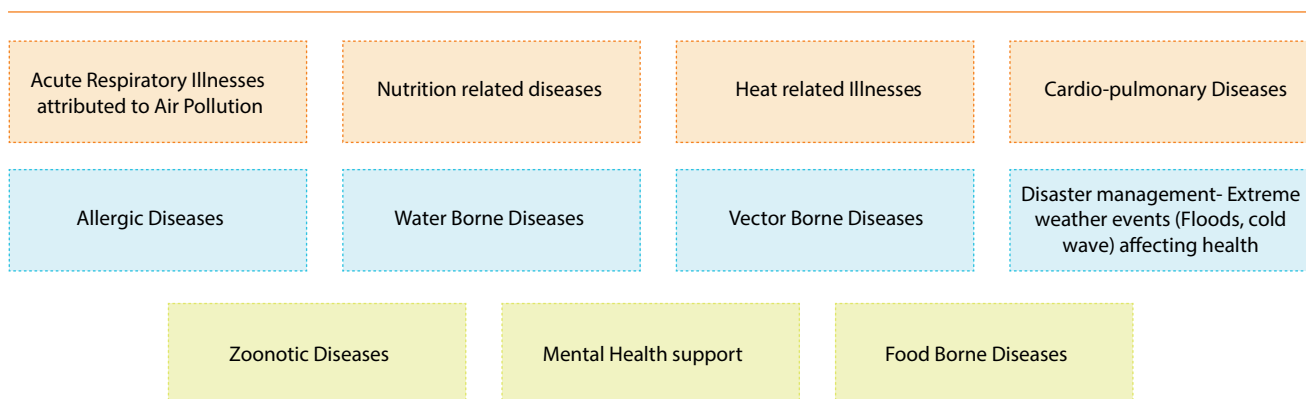 Acute Respiratory Illnesses
attributed to Air Pollution
Nutrition related diseases
Heat related Illnesses
Cardio-pulmonary Diseases
Allergic Diseases
Water Borne Diseases
Vector Borne Diseases
Disaster management- Extreme
weather events (Floods, cold
wave) affecting health
Zoonotic Diseases
Mental Health support
Food Borne Diseases